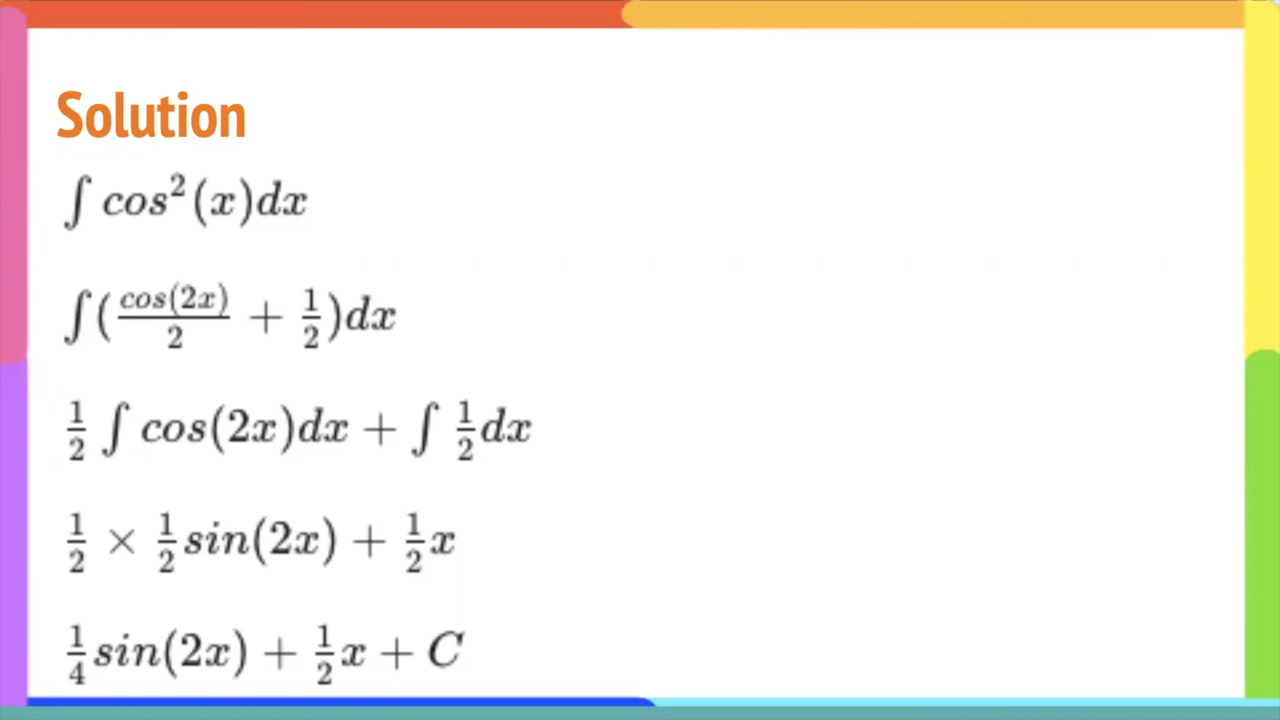 Solution
∫ cos²(x)dx
∫(cos(2x)/2 + 1/2)dx
1/2 ∫ cos(2x)dx + ∫ 1/2 dx
1/2 × 1/2 sin(2x) + 1/2 x
1/4 sin(2x) + 1/2 x + C